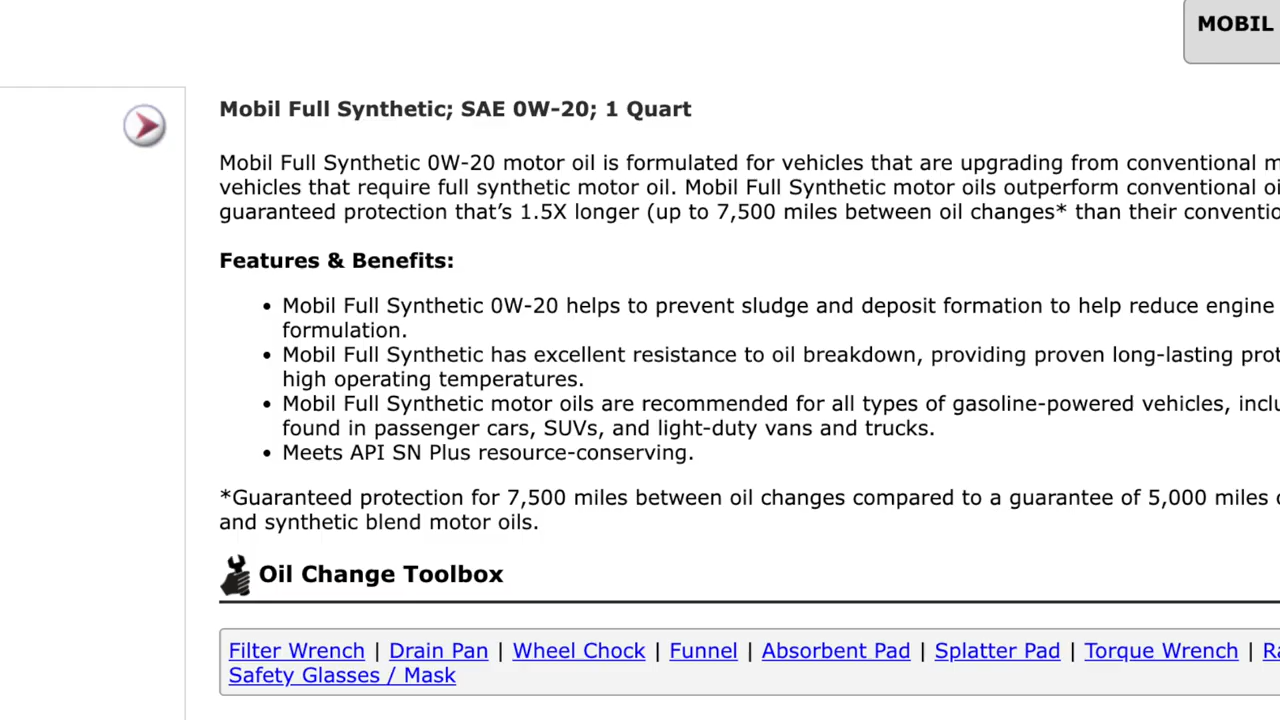 MOBIL
Mobil Full Synthetic; SAE 0W-20; 1 Quart
Mobil Full Synthetic 0W-20 motor oil is formulated for vehicles that are upgrading from conventional
vehicles that require full synthetic motor oil. Mobil Full Synthetic motor oils outperform conventional
guaranteed protection that’s 1.5X longer (up to 7,500 miles between oil changes* than their
Features & Benefits:
• Mobil Full Synthetic 0W-20 helps to prevent sludge and deposit formation to help reduce engine
formulation.
• Mobil Full Synthetic has excellent resistance to oil breakdown, providing proven long-lasting
high operating temperatures.
• Mobil Full Synthetic motor oils are recommended for all types of gasoline-powered vehicles,
found in passenger cars, SUVs, and light-duty vans and trucks.
• Meets API SN Plus resource-conserving.
*Guaranteed protection for 7,500 miles between oil changes compared to a guarantee of 5,000 miles
and synthetic blend motor oils.
Oil Change Toolbox
Filter Wrench | Drain Pan | Wheel Chock | Funnel | Absorbent Pad | Splatter Pad | Torque Wrench |
Safety Glasses / Mask